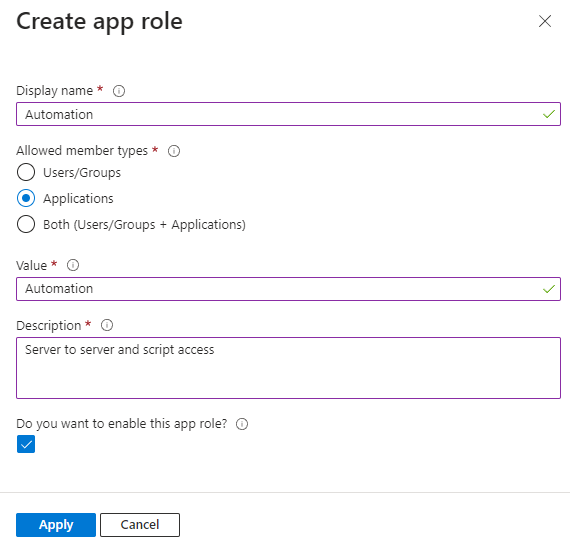 Create app role
Display name *
Automation
Allowed member types *
Users/Groups
Applications
Both (Users/Groups + Applications)
Value *
Automation
Description *
Server to server and script access
Do you want to enable this app role?
Apply Cancel